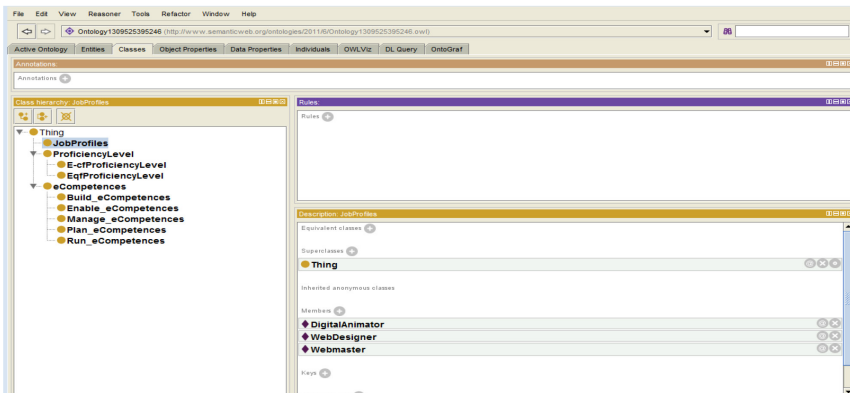 File Edit View Reasoner Tools Refactor Window Help
Ontology1309525395246 (http://www.semanticweb.org/ontologies/2011/6/Ontology1309525395246.owl)
Active Ontology Entities Classes Object Properties Data Properties Individuals OWLViz DL Query OntoGraf
Annotations:
Annotations
Class hierarchy: JobProfiles
Thing
JobProfiles
ProficiencyLevel
E-cfProficiencyLevel
EqfProficiencyLevel
eCompetences
Build_eCompetences
Enable_eCompetences
Manage_eCompetences
Plan_eCompetences
Run_eCompetences
Rules:
Rules
Description: JobProfiles
Equivalent classes
Superclasses
Thing
Inherited anonymous classes
Members
DigitalAnimator
WebDesigner
Webmaster
Keys